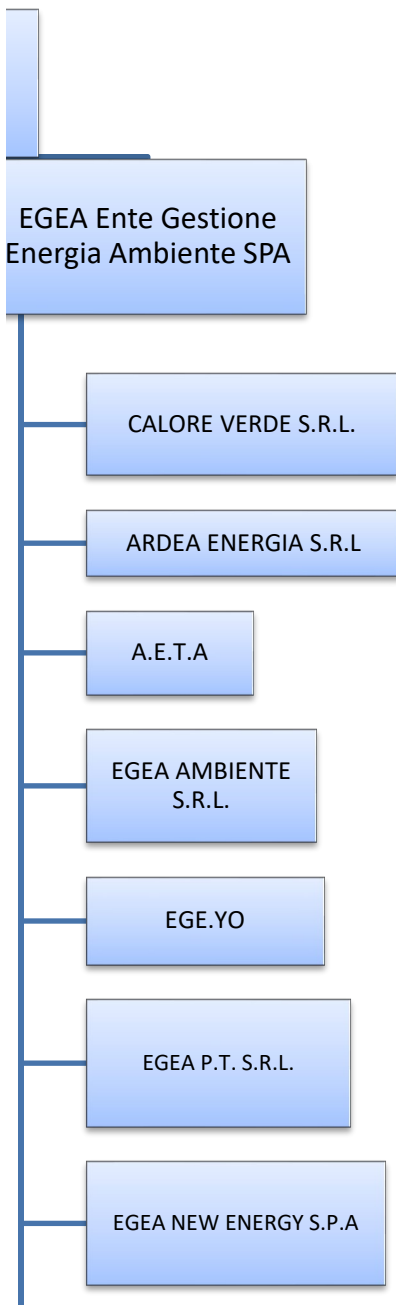 EGEA Ente Gestione
Energia Ambiente SPA
CALORE VERDE S.R.L.
ARDEA ENERGIA S.R.L
A.E.T.A
EGEA AMBIENTE
S.R.L.
EGE.YO
EGEA P.T. S.R.L.
EGEA NEW ENERGY S.P.A